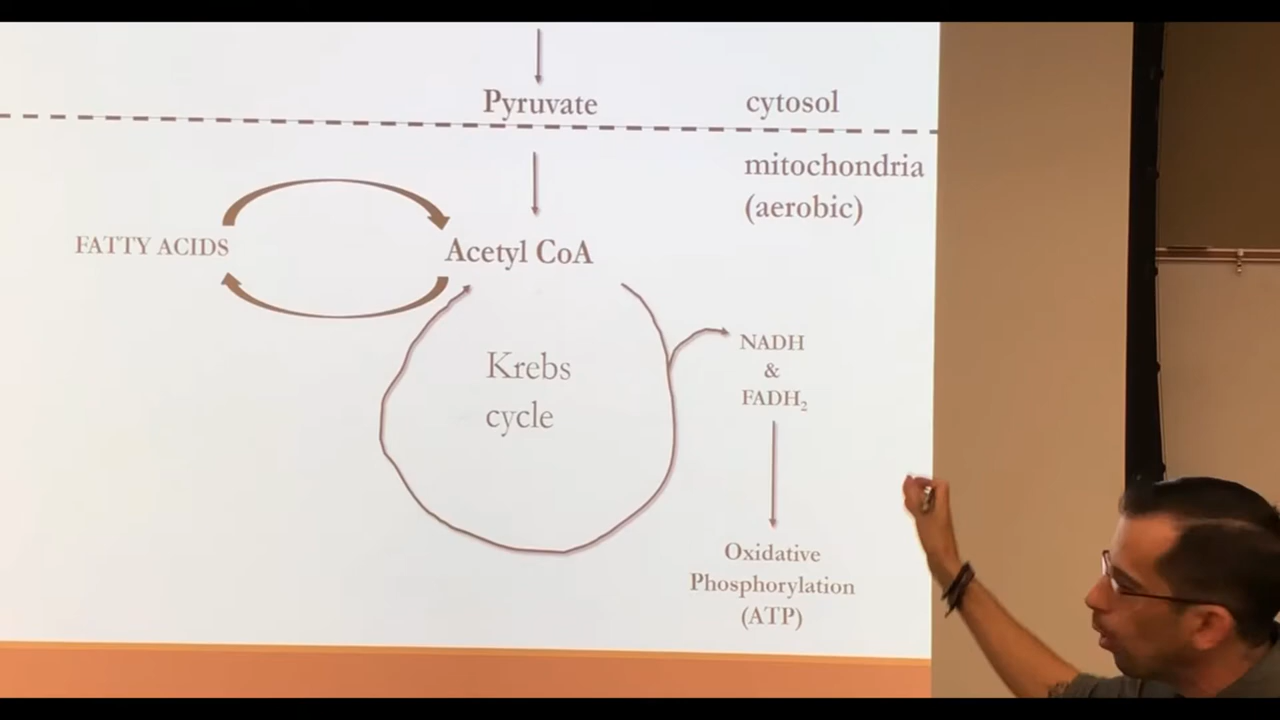 Pyruvate
cytosol
mitochondria
(aerobic)
FATTY ACIDS
Acetyl CoA
Krebs
cycle
NADH
&
FADH₂
Oxidative
Phosphorylation
(ATP)